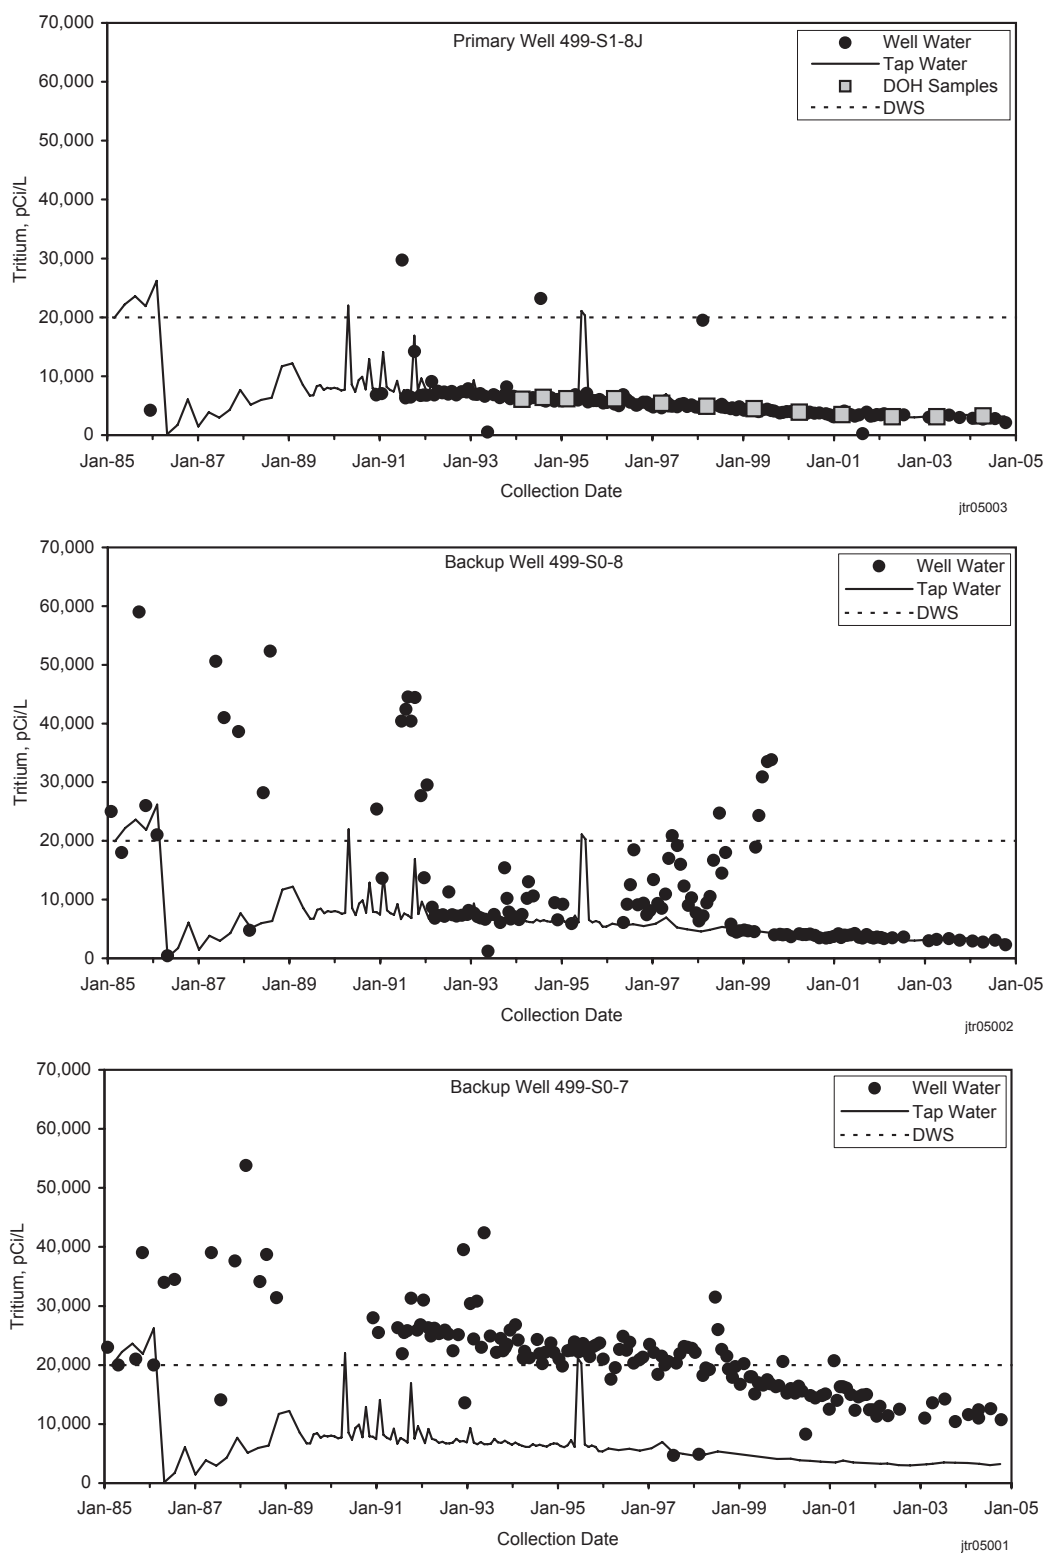 70,000
Primary Well 499-S1-8J
Well Water
Tap Water
DOH Samples
DWS
60,000
50,000
40,000
30,000
20,000
10,000
0
Tritium, pCi/L
Jan-85 Jan-87 Jan-89 Jan-91 Jan-93 Jan-95 Jan-97 Jan-99 Jan-01 Jan-03 Jan-05
Collection Date
jtr05003
70,000
Backup Well 499-S0-8
Well Water
Tap Water
DWS
60,000
50,000
40,000
30,000
20,000
10,000
0
Tritium, pCi/L
Jan-85 Jan-87 Jan-89 Jan-91 Jan-93 Jan-95 Jan-97 Jan-99 Jan-01 Jan-03 Jan-05
Collection Date
jtr05002
70,000
Backup Well 499-S0-7
Well Water
Tap Water
DWS
60,000
50,000
40,000
30,000
20,000
10,000
0
Tritium, pCi/L
Jan-85 Jan-87 Jan-89 Jan-91 Jan-93 Jan-95 Jan-97 Jan-99 Jan-01 Jan-03 Jan-05
Collection Date
jtr05001